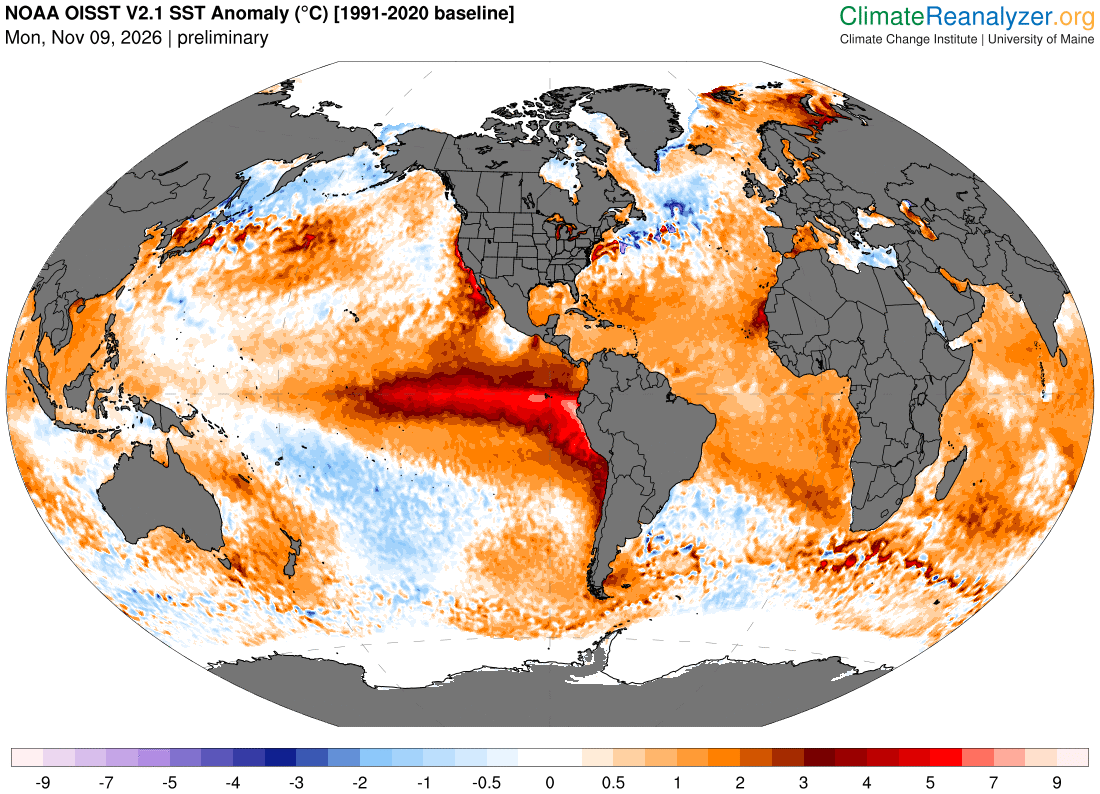 NOAA OISST V2.1 SST Anomaly (°C) [1991-2020 baseline]
Mon, Nov 09, 2026 | preliminary
ClimateReanalyzer.org
Climate Change Institute | University of Maine
-9 -7 -5 -4 -3 -2 -1 -0.5 0 0.5 1 2 3 4 5 7 9